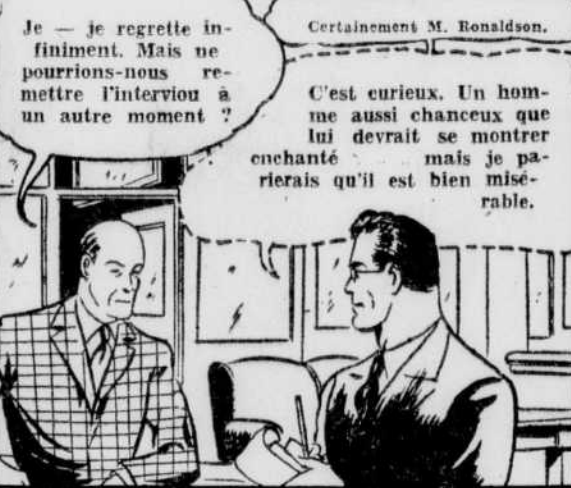 Je — je regrette in-
finiment. Mais ne
pourrions-nous re-
mettre l'interviou à
un autre moment ?
Certainement M. Ronaldson.
C'est curieux. Un hom-
me aussi chanceux que
lui devrait se montrer
enchanté mais je pa-
rierais qu'il est bien misé-
rable.